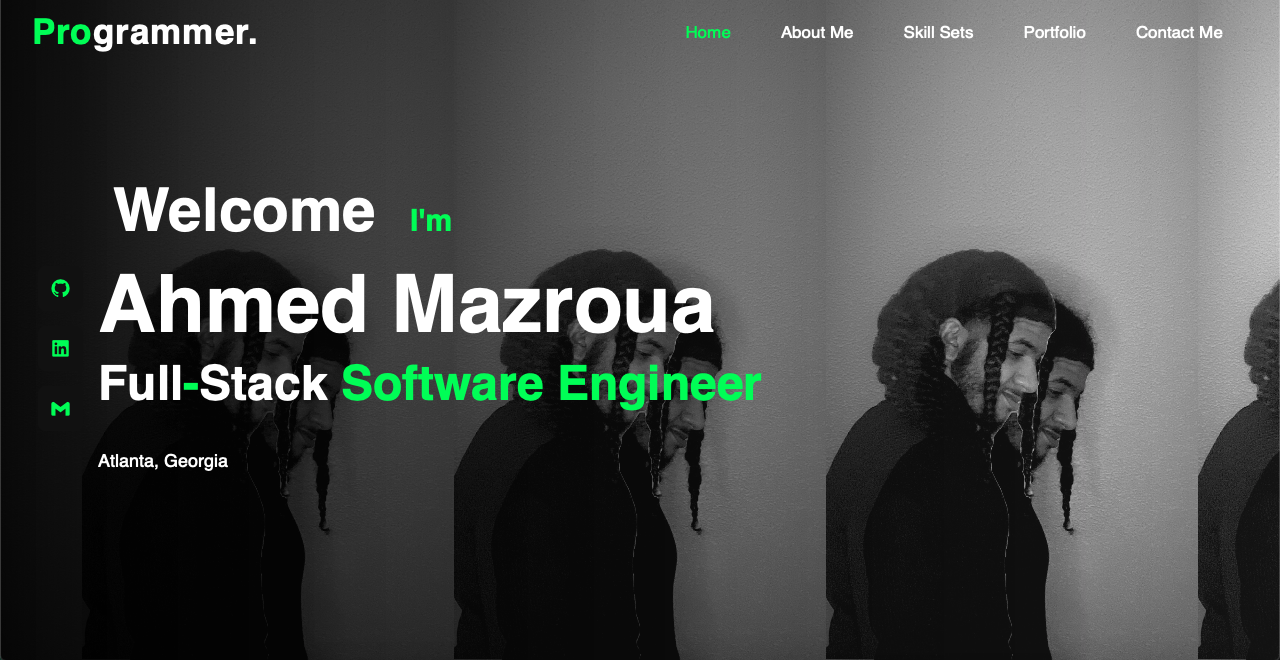 Programmer.
Home About Me Skill Sets Portfolio Contact Me
Welcome I'm
Ahmed Mazroua
Full-Stack Software Engineer
Atlanta, Georgia